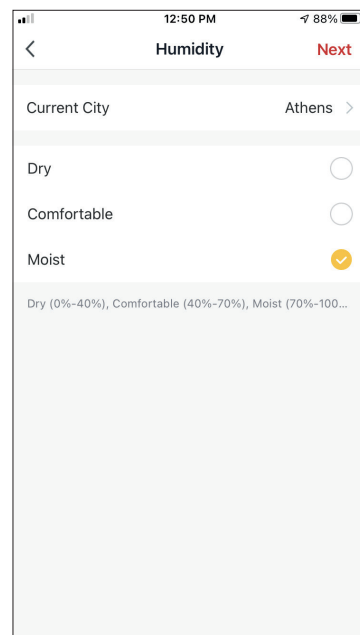 12:50 PM 88%
Humidity Next
Current City Athens
Dry
Comfortable
Moist
Dry (0%-40%), Comfortable (40%-70%), Moist (70%-100...